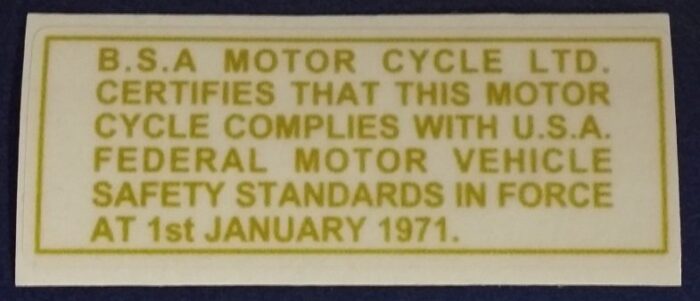 B.S.A MOTOR CYCLE LTD.
CERTIFIES THAT THIS MOTOR
CYCLE COMPLIES WITH U.S.A.
FEDERAL MOTOR VEHICLE
SAFETY STANDARDS IN FORCE
AT 1st JANUARY 1971.